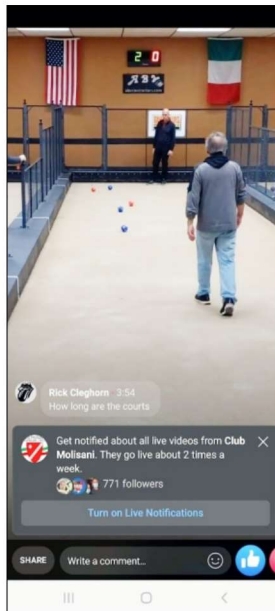 2 0
Rick Cleghorn 3:54
How long are the courts
Get notified about all live videos from Club
Molisani. They go live about 2 times a
week.
771 followers
Turn on Live Notifications
SHARE
Write a comment...